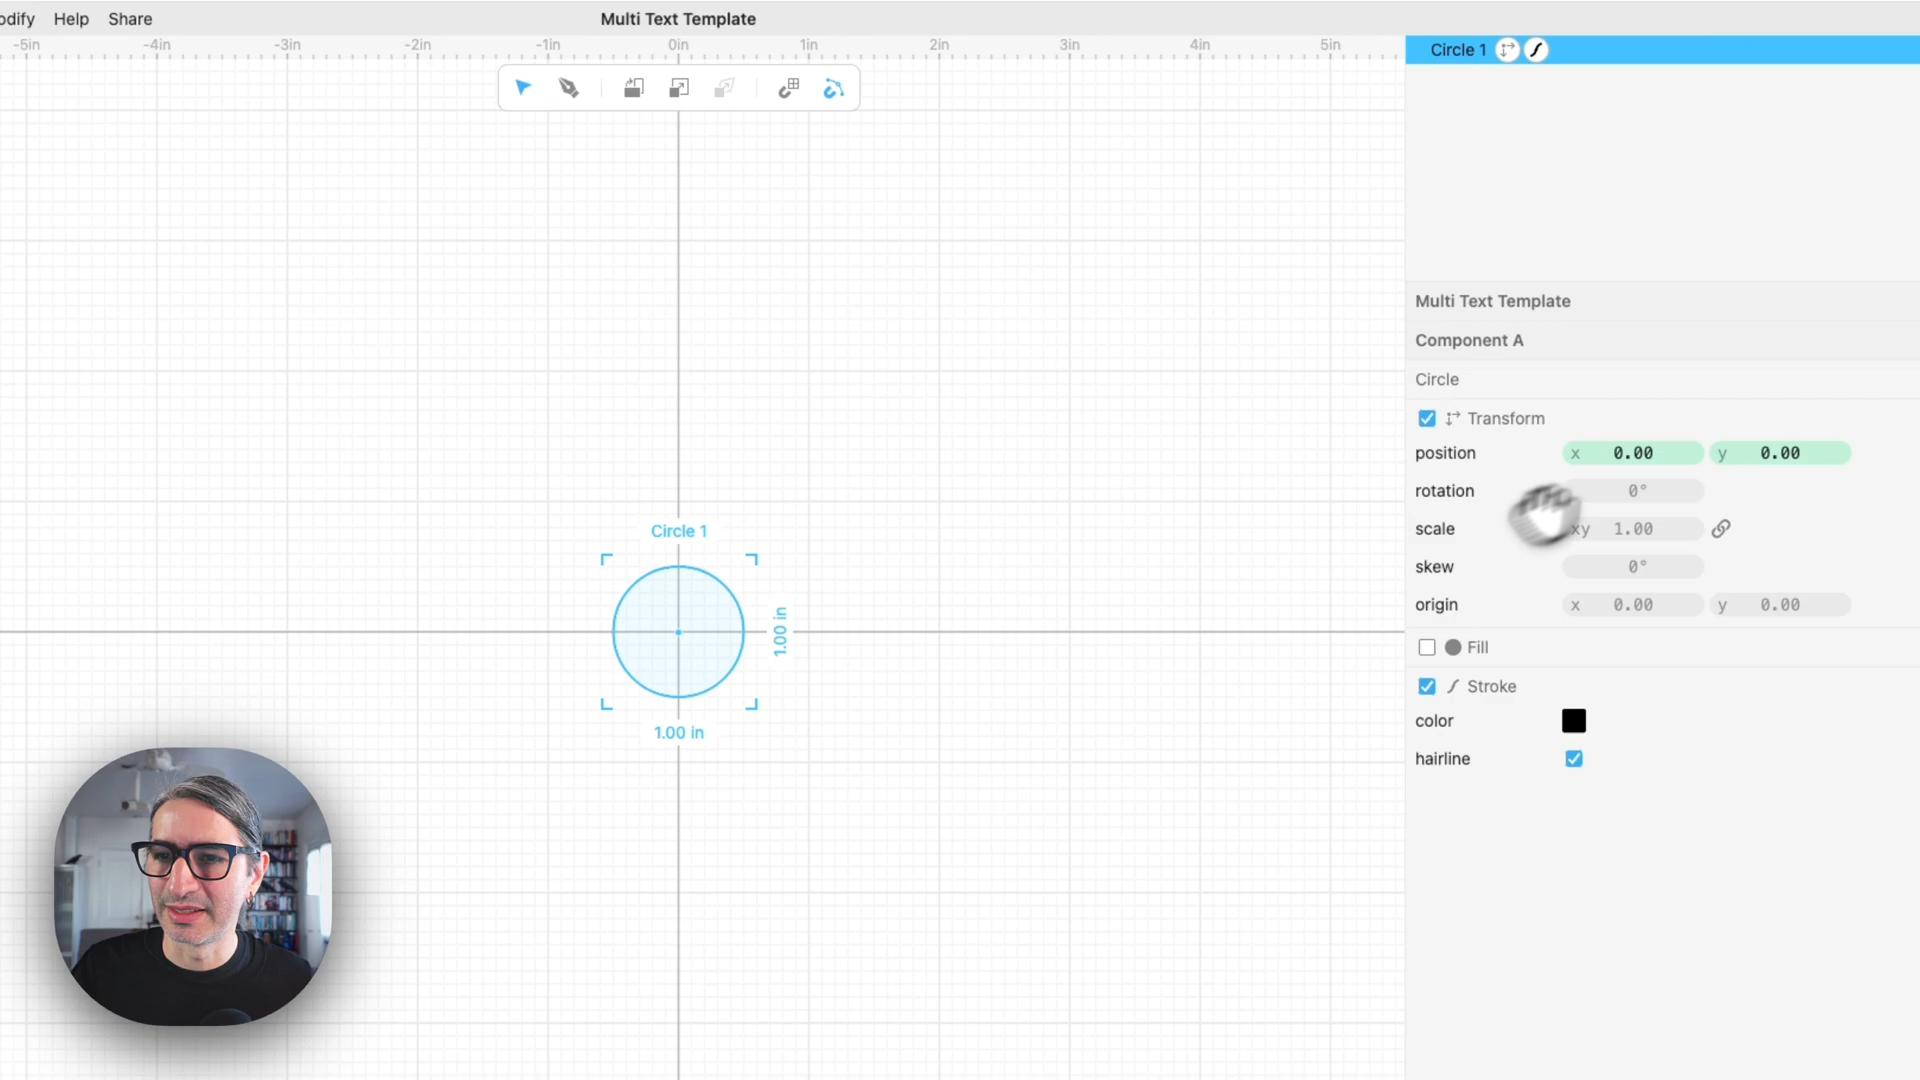 odify Help Share Multi Text Template
-5in -4in -3in -2in -1in 0in 1in 2in 3in 4in 5in
Circle 1
Multi Text Template
Component A
Circle
Transform
position x 0.00 y 0.00
rotation 0°
scale xy 1.00
skew 0°
origin x 0.00 y 0.00
Fill
Stroke
color
hairline
Circle 1
1.00 in
1.00 in